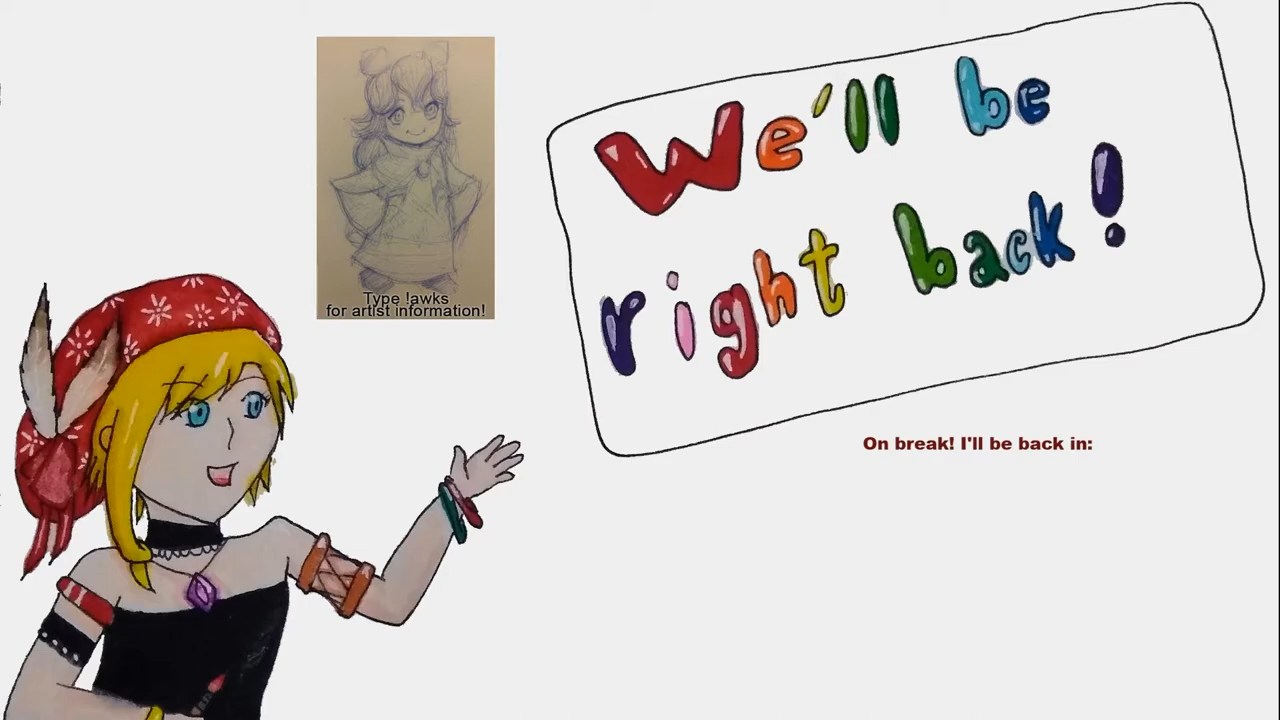 We'll be
right back!
Type !awks
for artist information!
On break! I'll be back in: